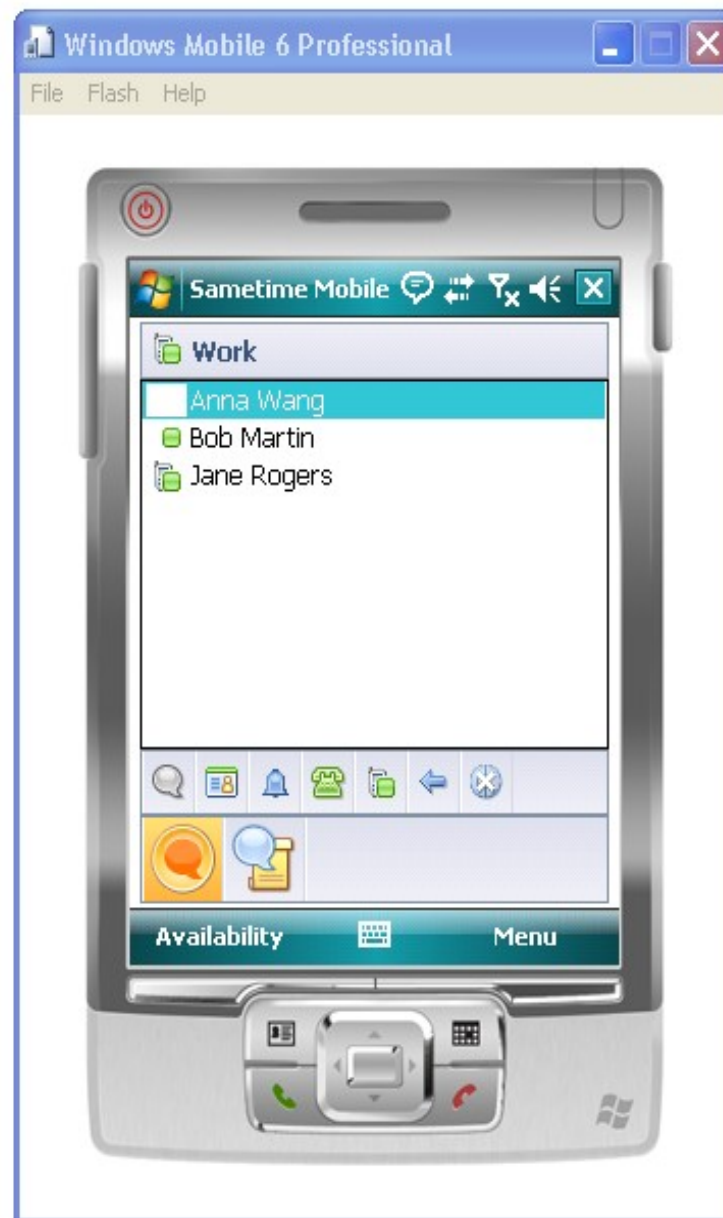 Windows Mobile 6 Professional
File Flash Help
Sametime Mobile
Work
Anna Wang
Bob Martin
Jane Rogers
Availability Menu